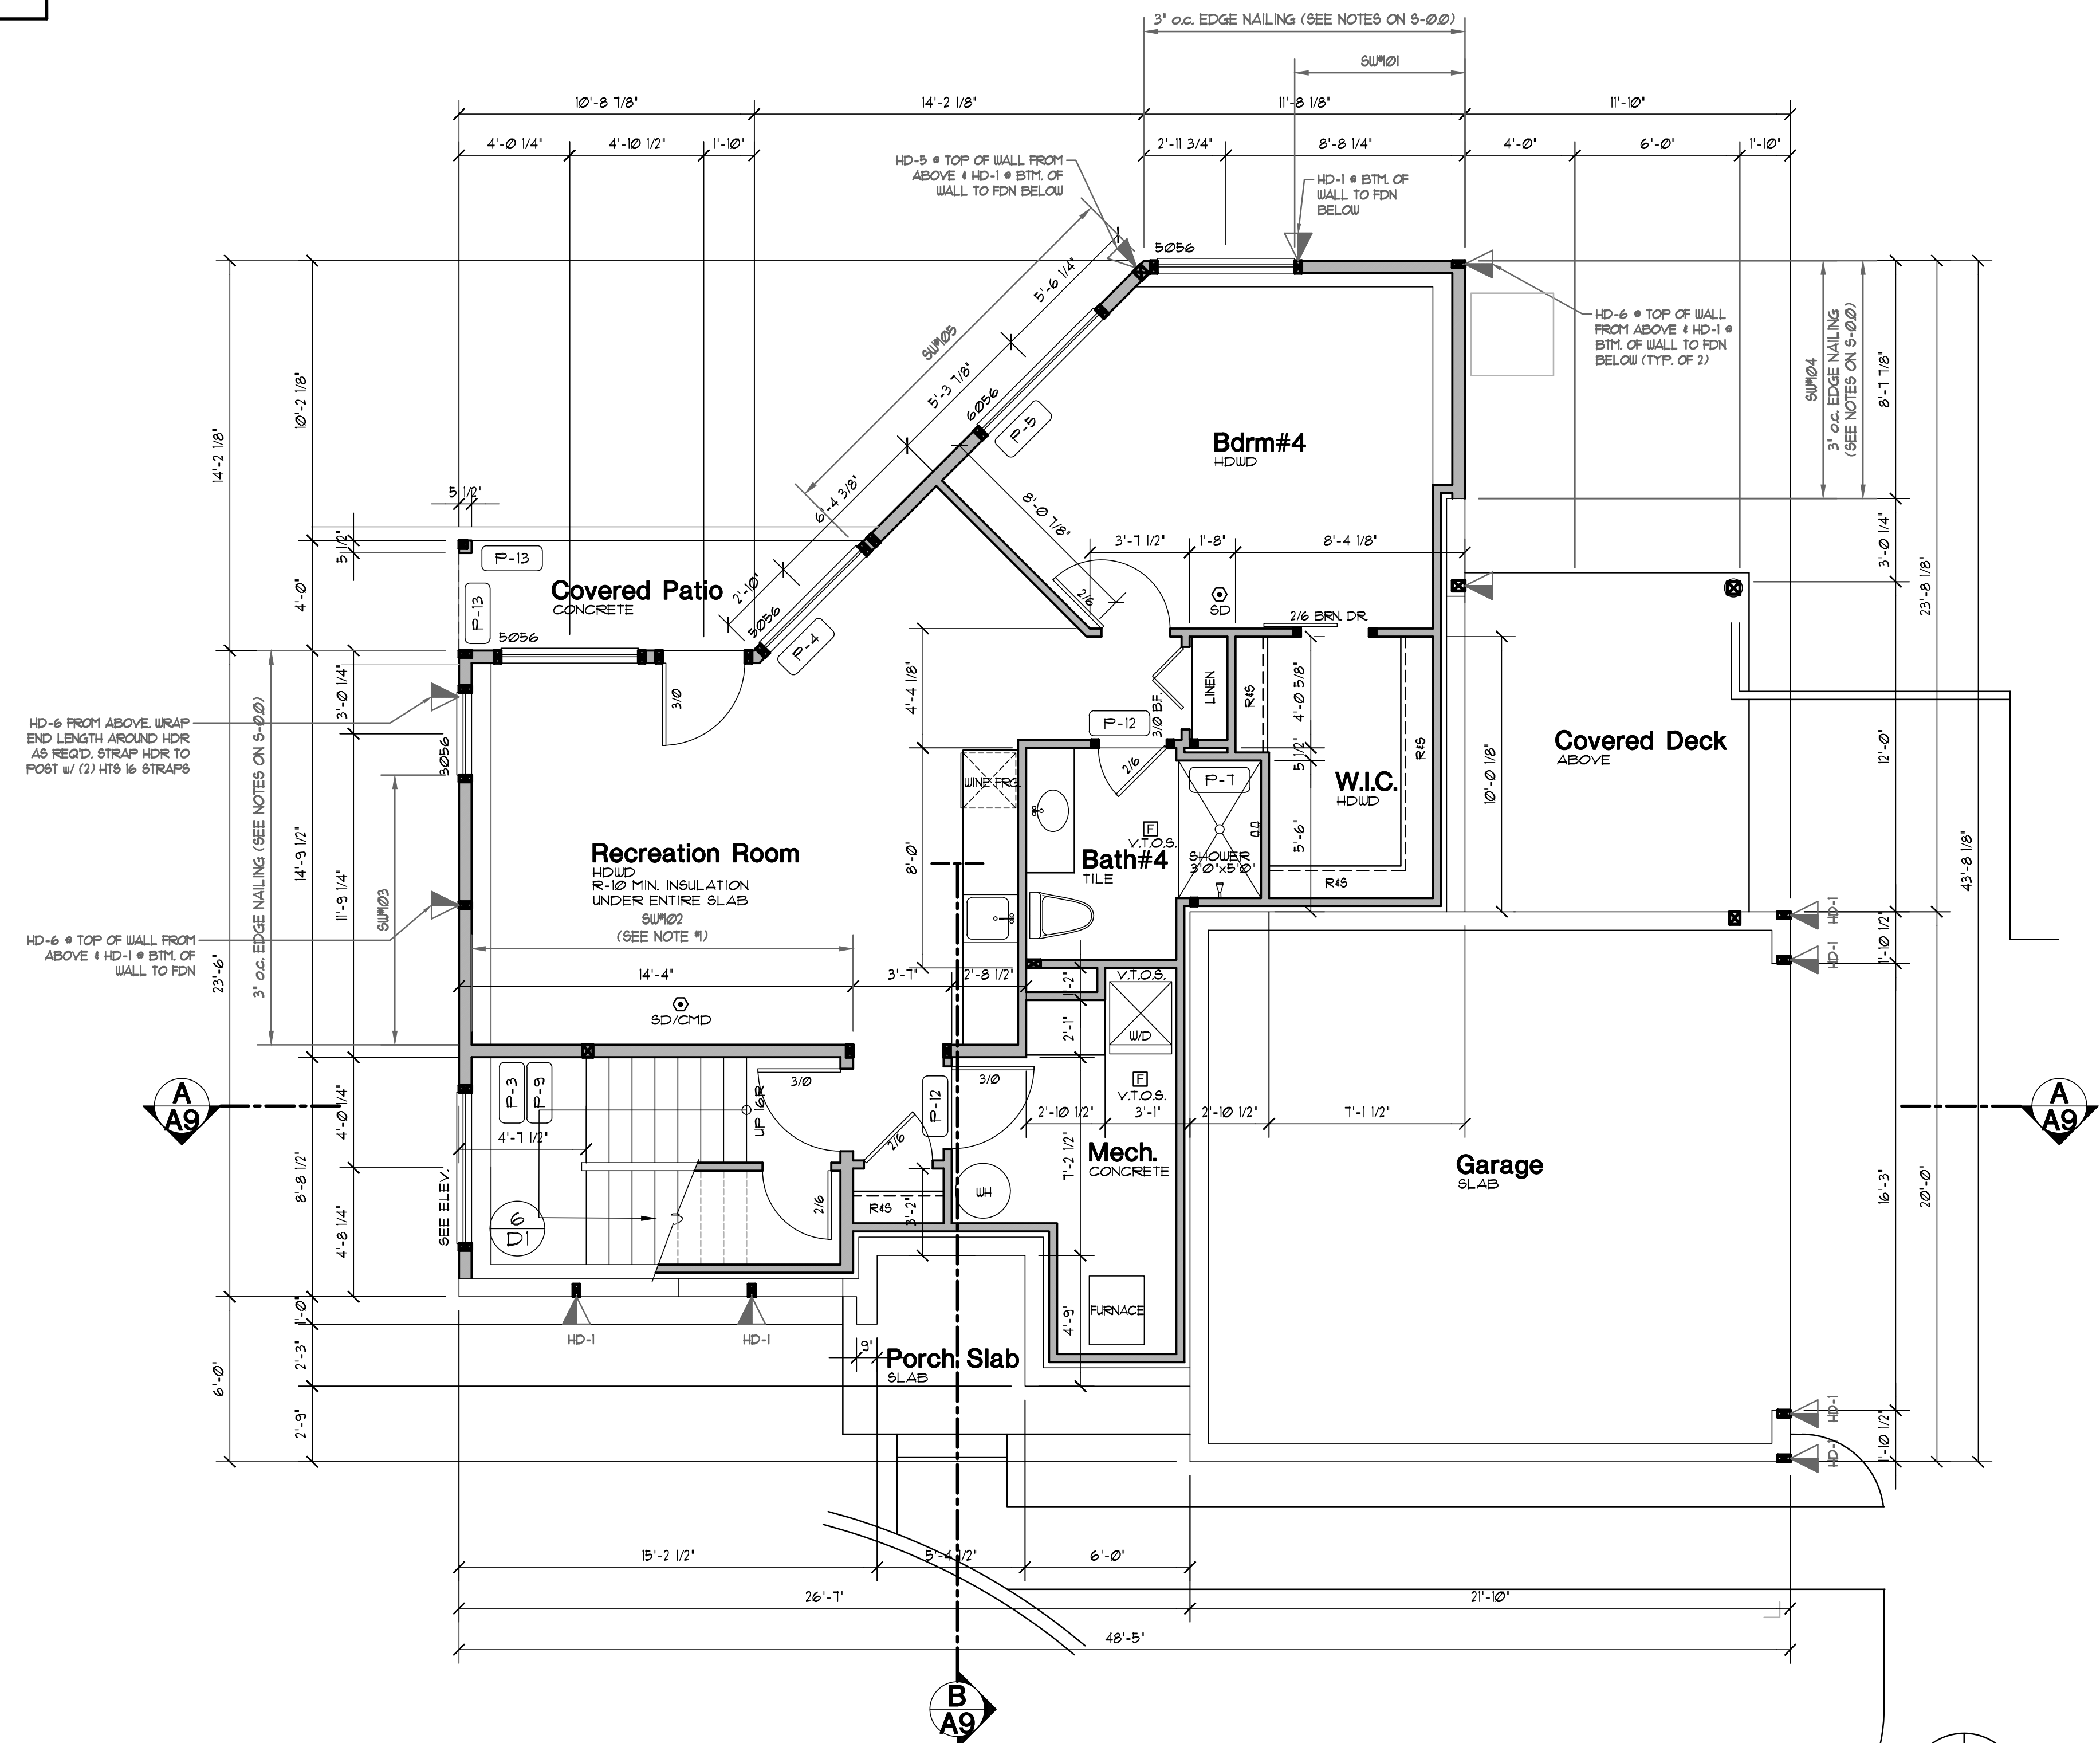 3" o.c. EDGE NAILING (SEE NOTES ON S-0.0)
SW#101
10'-8 7/8"
14'-2 1/8"
11'-8 1/8"
11'-10"
4'-0 1/4"
4'-10 1/2"
1'-10"
2'-11 3/4"
8'-8 1/4"
4'-0"
6'-0"
1'-10"
HD-5 @ TOP OF WALL FROM
ABOVE & HD-1 @ BTM. OF
WALL TO FDN BELOW
HD-1 @ BTM. OF
WALL TO FDN
BELOW
5056
5'-6 1/4"
SW#105
5'-3 7/8"
6056
P-5
6'-4 3/8"
8'-0 7/8"
HD-6 @ TOP OF WALL
FROM ABOVE & HD-1 @
BTM. OF WALL TO FDN
BELOW (TYP. OF 2)
SW#104
3" o.c. EDGE NAILING
(SEE NOTES ON S-0.0)
8'-7 7/8"
10'-2 1/8"
14'-2 1/8"
Bdrm#4
HDWD
5 1/2"
5 1/2"
4'-0"
P-13
P-13
Covered Patio
CONCRETE
2'-10"
5056
P-4
5056
3'-7 1/2"
1'-8"
8'-4 1/8"
2/6
SD
2/6 BRN. DR.
3'-0 1/4"
23'-8 1/8"
43'-8 1/8"
3/0
4'-4 1/8"
P-12
3/0 B.F.
LINEN
R&S
4'-0 5/8"
5 1/2"
R&S
10'-0 1/8"
Covered Deck
ABOVE
12'-0"
HD-6 FROM ABOVE. WRAP
END LENGTH AROUND HDR
AS REQ'D. STRAP HDR TO
POST w/ (2) HTS 16 STRAPS
3" o.c. EDGE NAILING (SEE NOTES ON S-0.0)
3'-0 1/4"
3056
14'-9 1/2"
11'-9 1/4"
SW#103
23'-6"
WINE FRG.
2/6
P-7
W.I.C.
HDWD
F
V.T.O.S.
Bath#4
TILE
SHOWER
3'0"x5'0"
5'-6"
R&S
Recreation Room
HDWD
R-10 MIN. INSULATION
UNDER ENTIRE SLAB
SW#102
(SEE NOTE #1)
8'-0"
HD-6 @ TOP OF WALL FROM
ABOVE & HD-1 @ BTM. OF
WALL TO FDN
14'-4"
3'-7"
2'-8 1/2"
1'-2"
V.T.O.S.
2'-1"
W/D
SD/CMD
HD-1
HD-1
1'-10 1/2"
A
A9
P-3
P-9
UP 16R
3/0
P-12
3/0
F
V.T.O.S.
2'-10 1/2"
3'-1"
2'-10 1/2"
7'-1 1/2"
A
A9
4'-0 1/4"
4'-7 1/2"
2/6
7'-2 1/2"
Mech.
CONCRETE
Garage
SLAB
8'-8 1/2"
4'-8 1/4"
SEE ELEV.
6
D1
2/6
R&S
3'-2"
WH
16'-3"
20'-0"
1'-0"
HD-1
HD-1
FURNACE
4'-9"
2'-3"
6'-0"
2'-9"
9"
Porch Slab
SLAB
HD-1
HD-1
1'-10 1/2"
15'-2 1/2"
5'-4 1/2"
6'-0"
26'-7"
21'-10"
48'-5"
B
A9